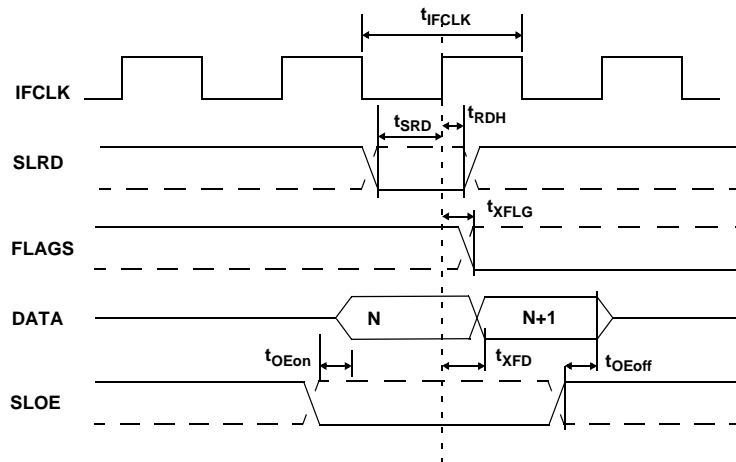 tIFCLK
IFCLK
tSRD
tRDH
SLRD
tXFLG
FLAGS
DATA
N
N+1
tOEon
tXFD
tOEoff
SLOE